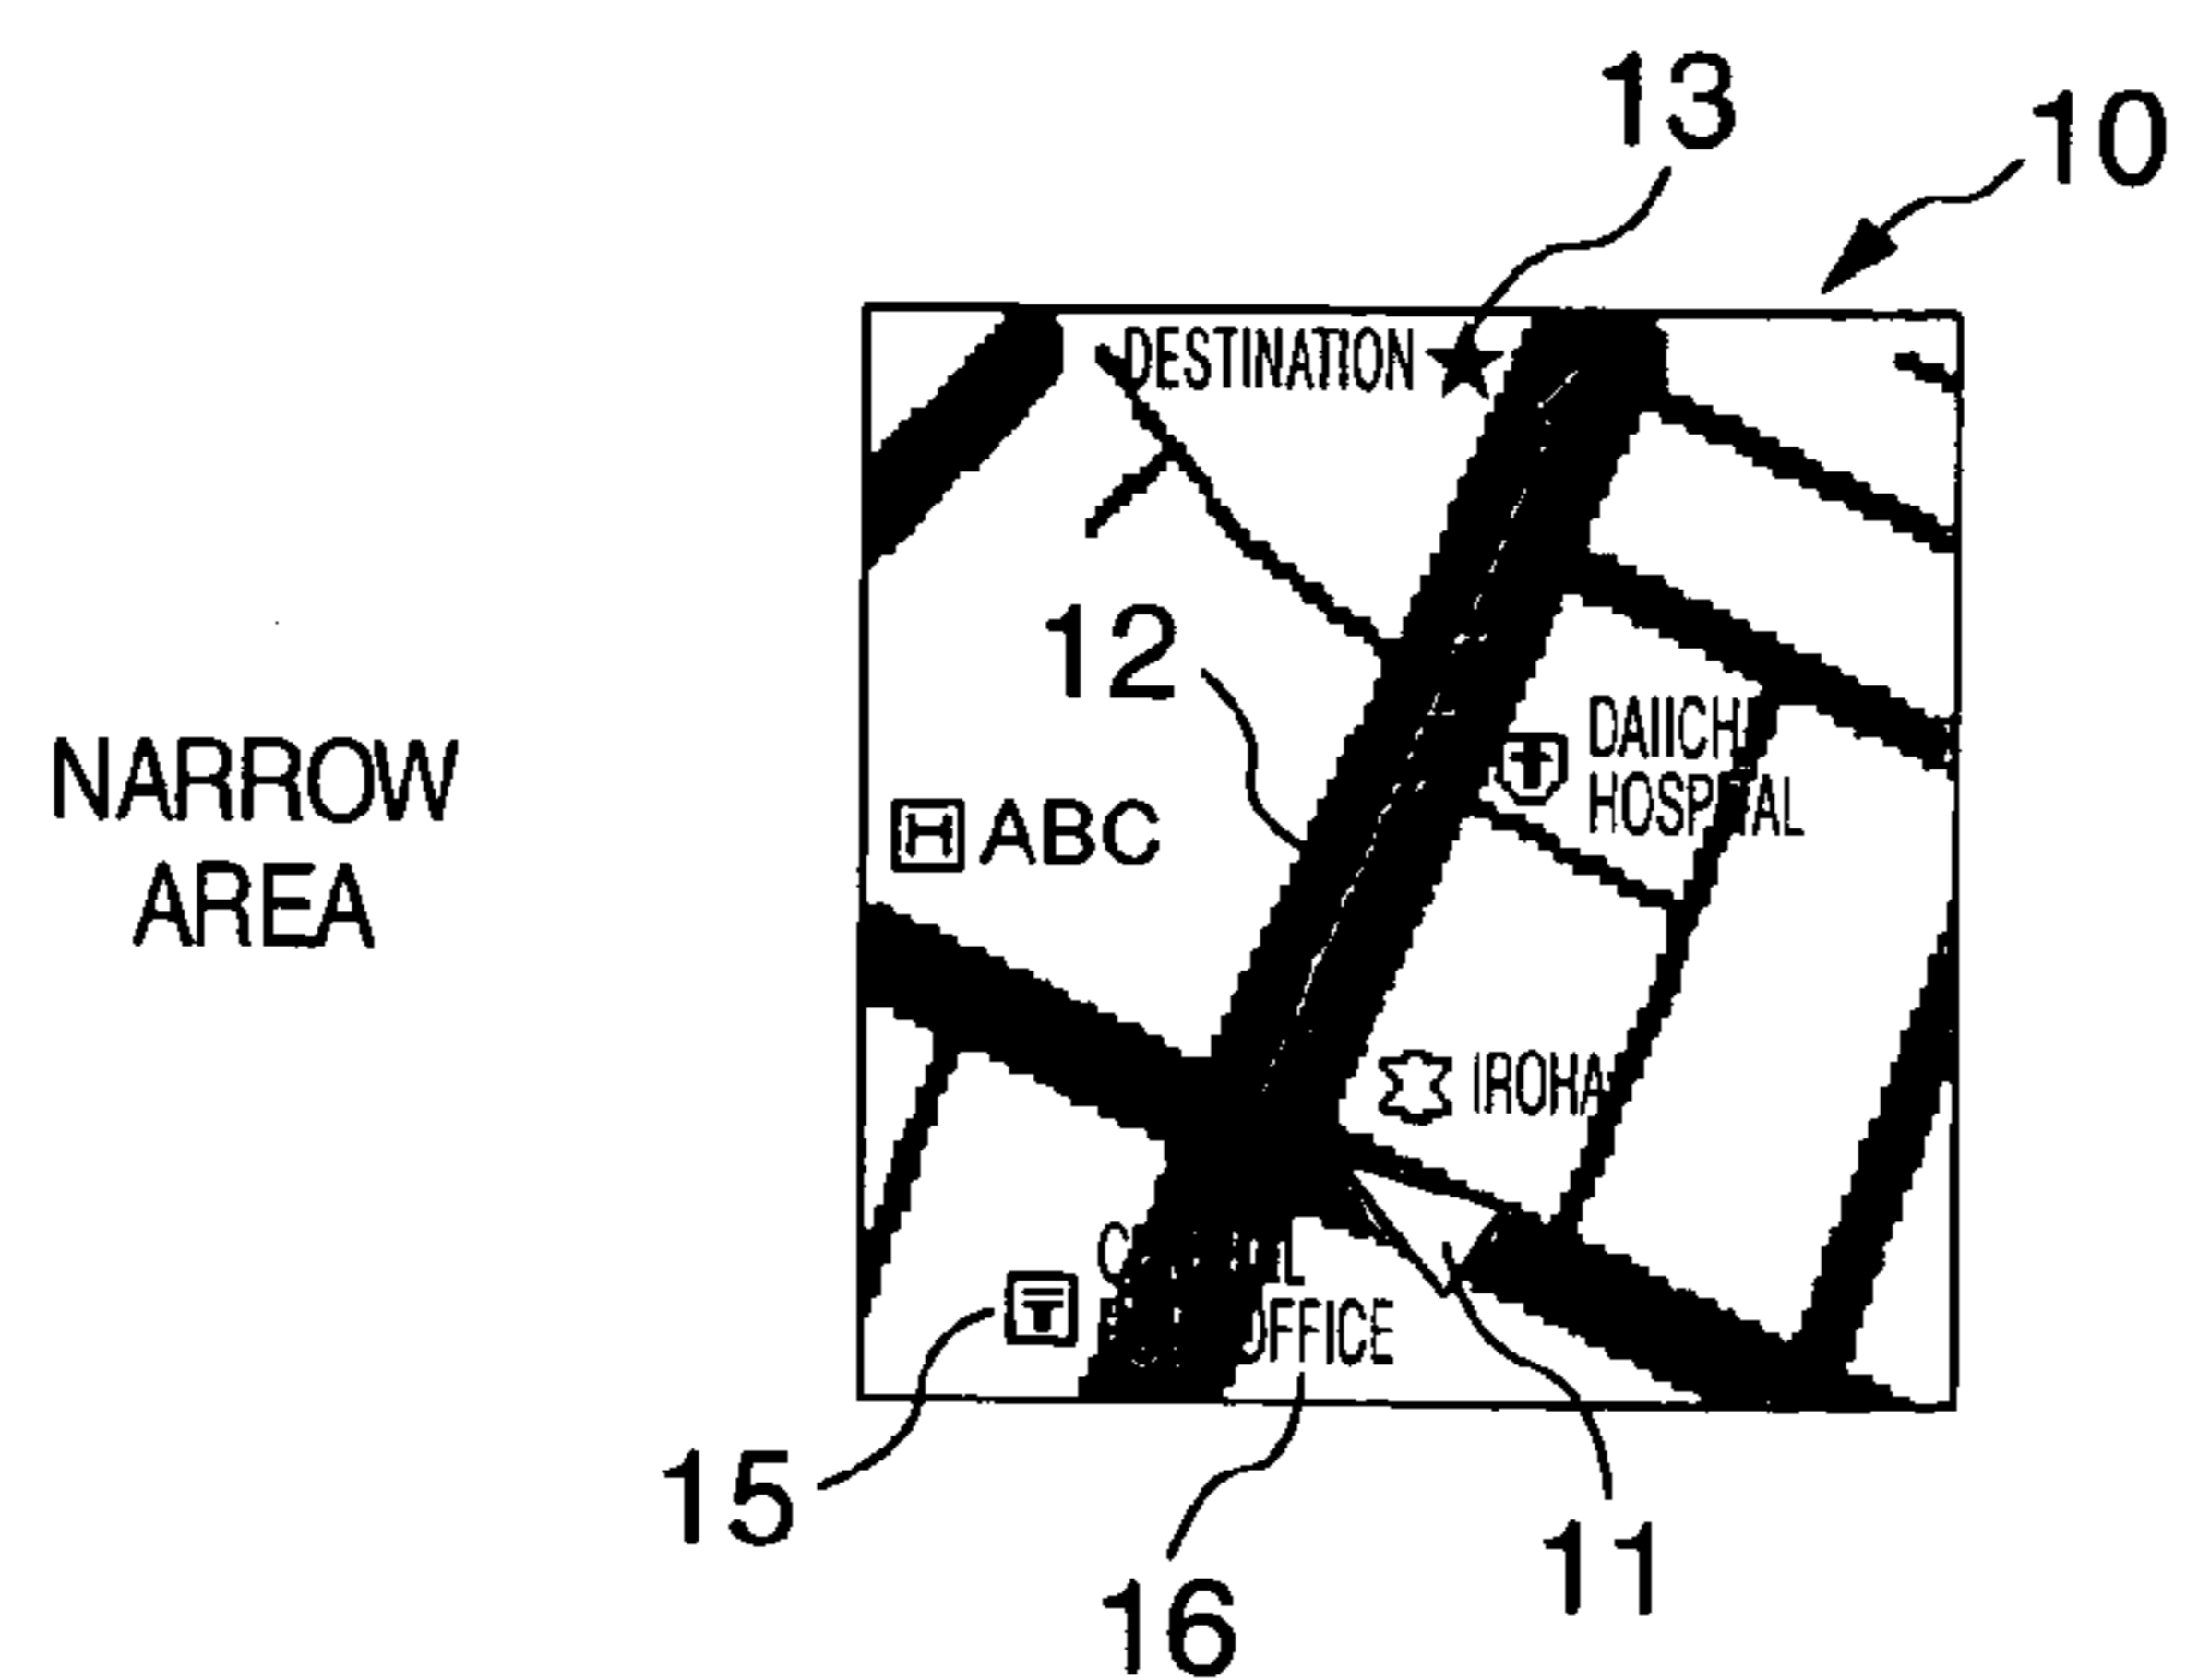 13
10
DESTINATION
12
DAIICHI
HOSPITAL
NARROW
AREA
H ABC
IROHA
OFFICE
15
11
16